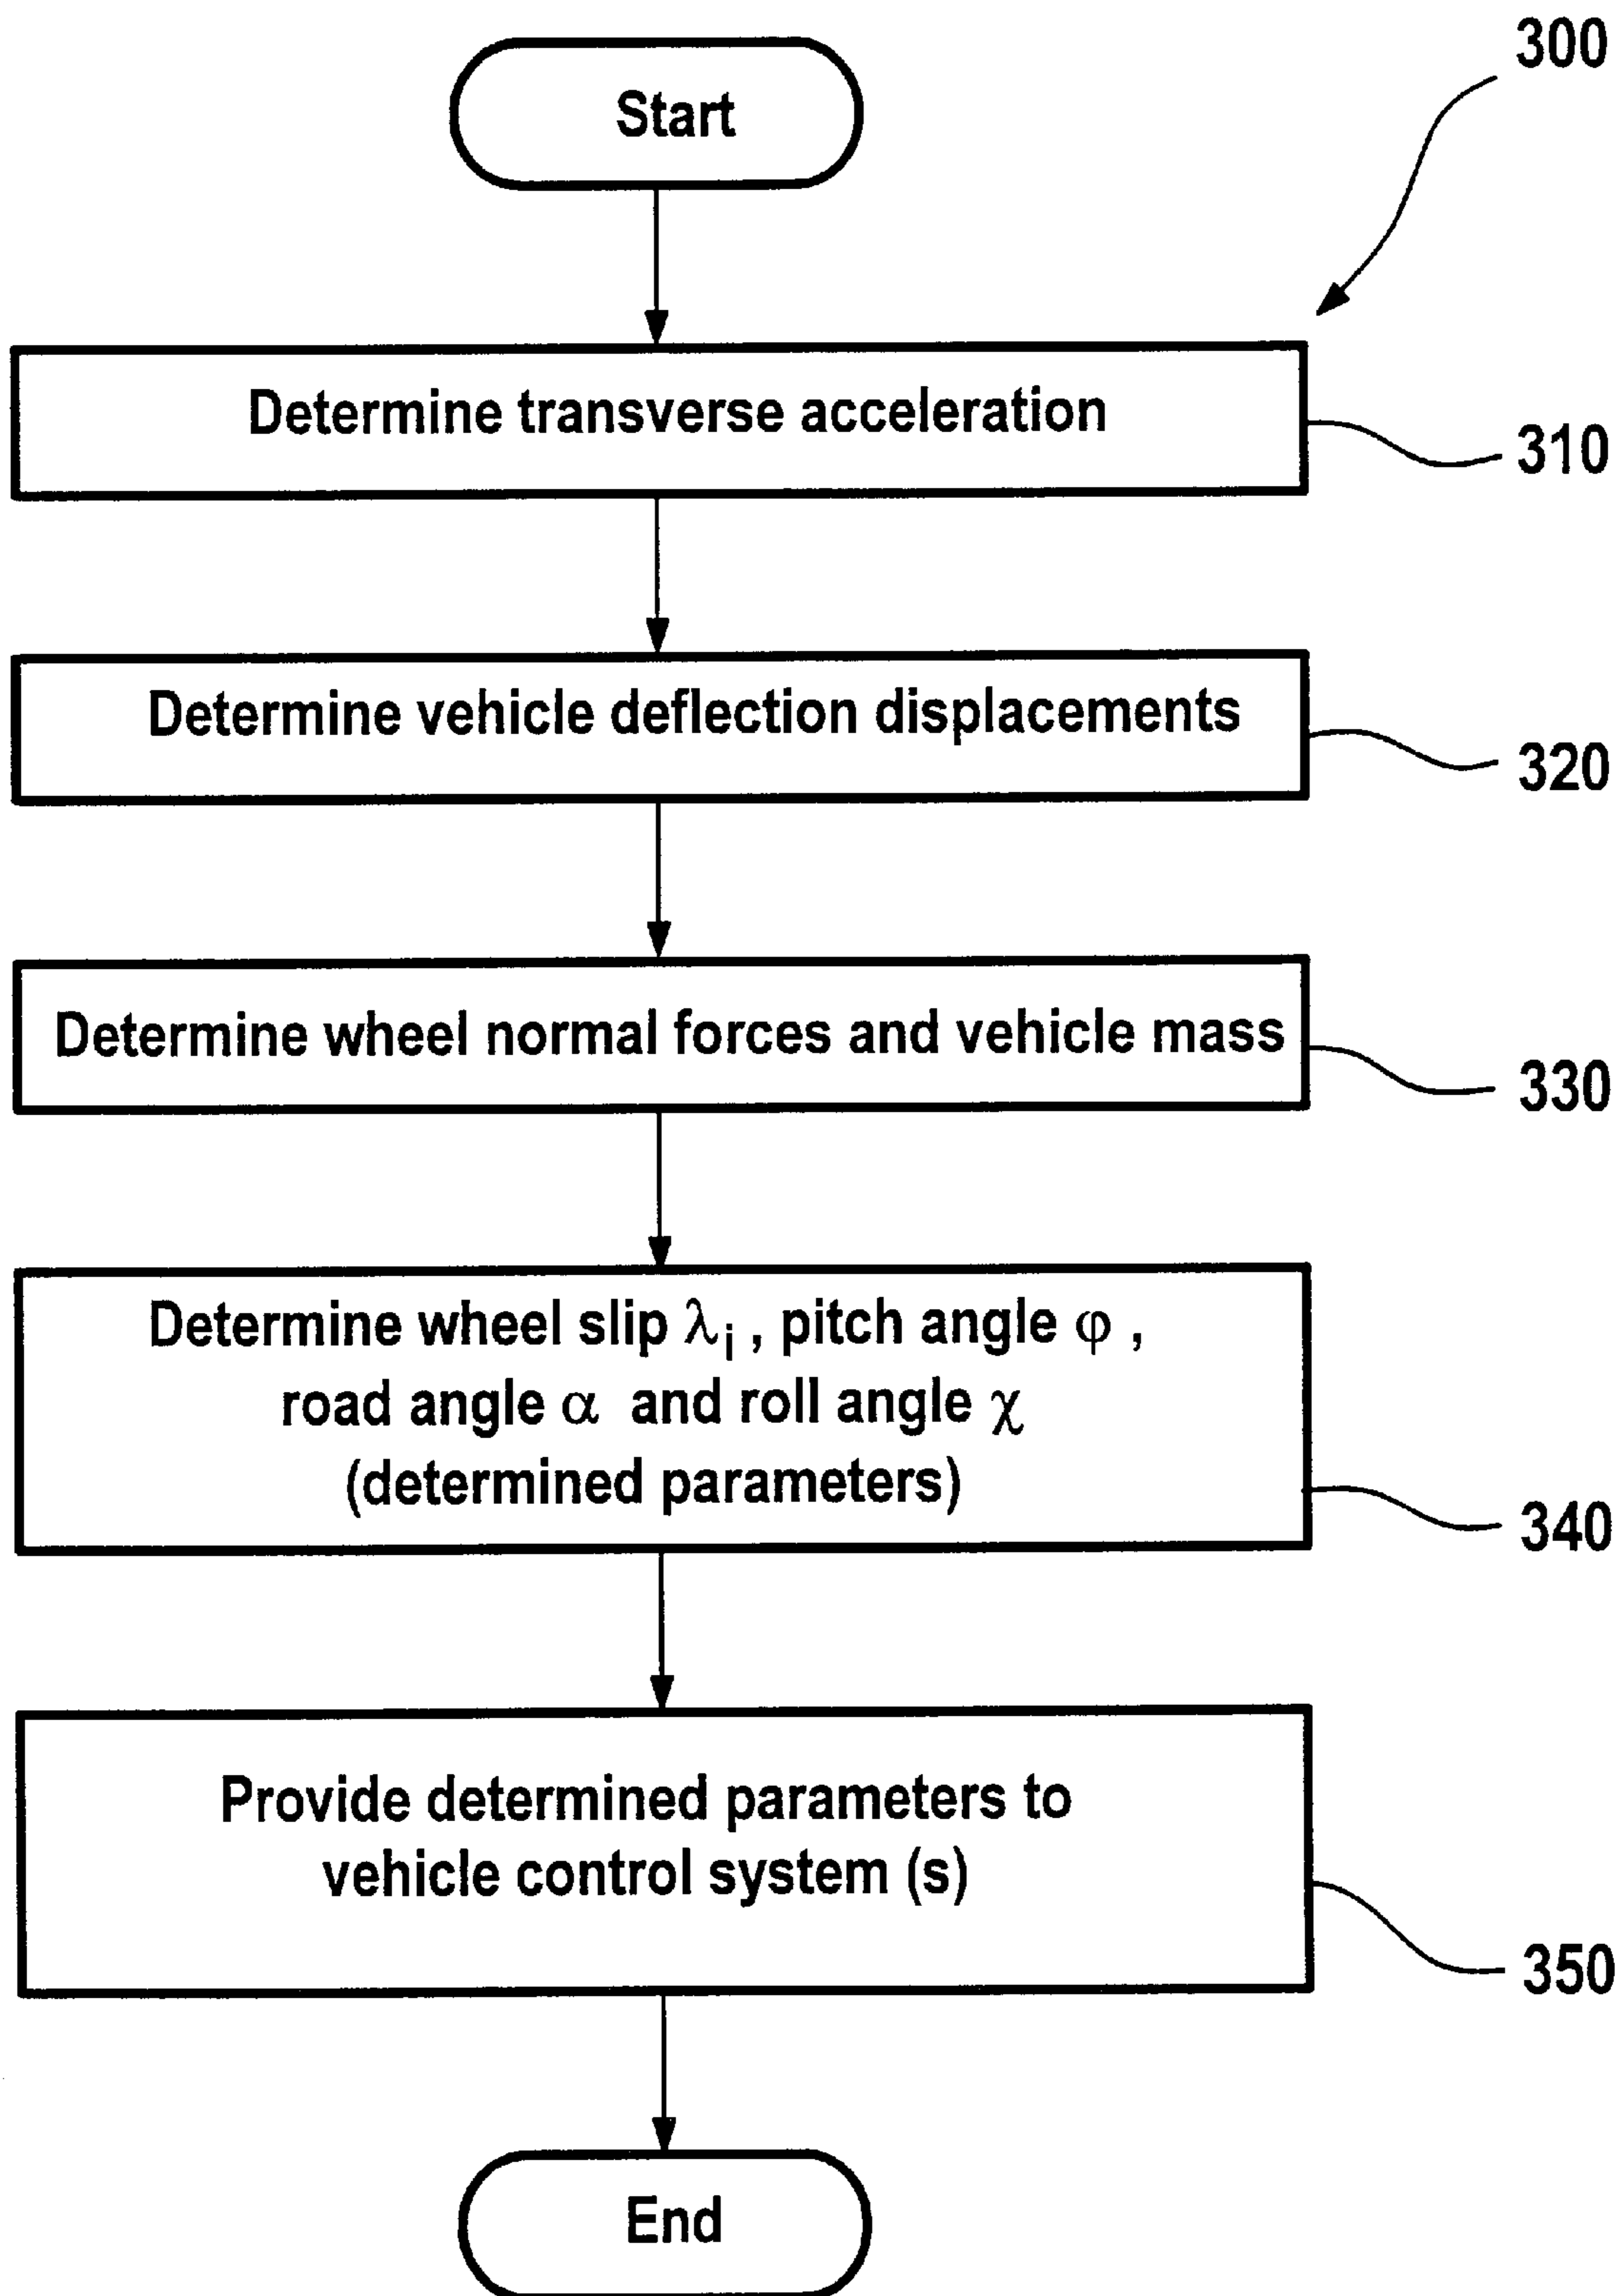 300
Start
Determine transverse acceleration
310
Determine vehicle deflection displacements
320
Determine wheel normal forces and vehicle mass
330
Determine wheel slip λi , pitch angle φ ,
road angle α and roll angle χ
(determined parameters)
340
Provide determined parameters to
vehicle control system (s)
350
End